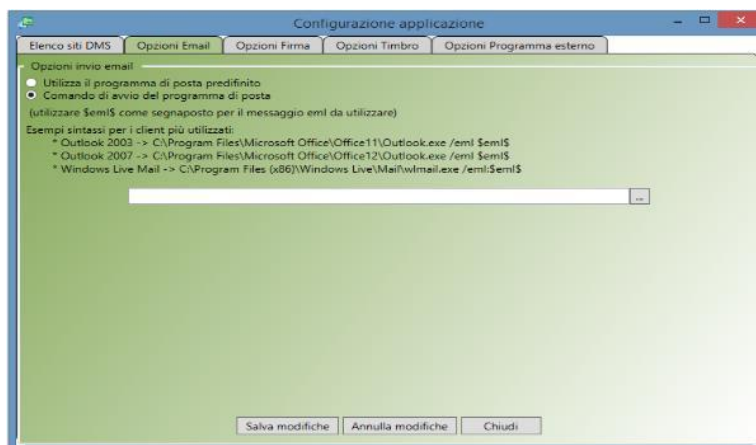 Configurazione applicazione
Elenco siti DMS Opzioni Email Opzioni Firma Opzioni Timbro Opzioni Programma esterno
Opzioni invio email
Utilizza il programma di posta predefinito
Comando di avvio del programma di posta
(utilizzare $eml$ come segnaposto per il messaggio eml da utilizzare)
Esempi sintassi per i client più utilizzati:
* Outlook 2003 -> C:\Program Files\Microsoft Office\Office11\Outlook.exe /eml $eml$
* Outlook 2007 -> C:\Program Files\Microsoft Office\Office12\Outlook.exe /eml $eml$
* Windows Live Mail -> C:\Program Files (x86)\Windows Live\Mail\wlmail.exe /eml:$eml$
...
Salva modifiche Annulla modifiche Chiudi